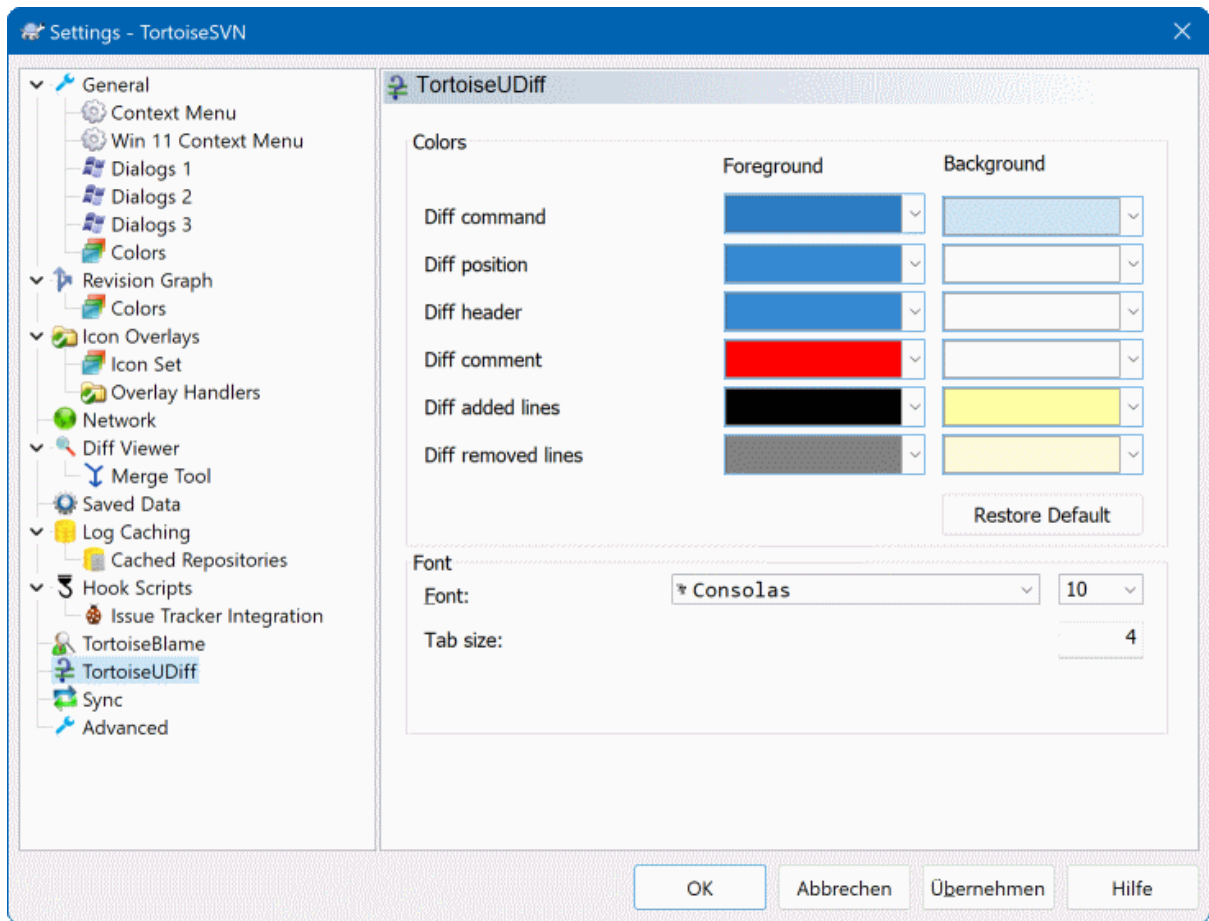 Settings - TortoiseSVN
General
Context Menu
Win 11 Context Menu
Dialogs 1
Dialogs 2
Dialogs 3
Colors
Revision Graph
Colors
Icon Overlays
Icon Set
Overlay Handlers
Network
Diff Viewer
Merge Tool
Saved Data
Log Caching
Cached Repositories
Hook Scripts
Issue Tracker Integration
TortoiseBlame
TortoiseUDiff
Sync
Advanced
TortoiseUDiff
Colors
Foreground Background
Diff command
Diff position
Diff header
Diff comment
Diff added lines
Diff removed lines
Restore Default
Font
Font: Consolas 10
Tab size: 4
OK Abbrechen Übernehmen Hilfe